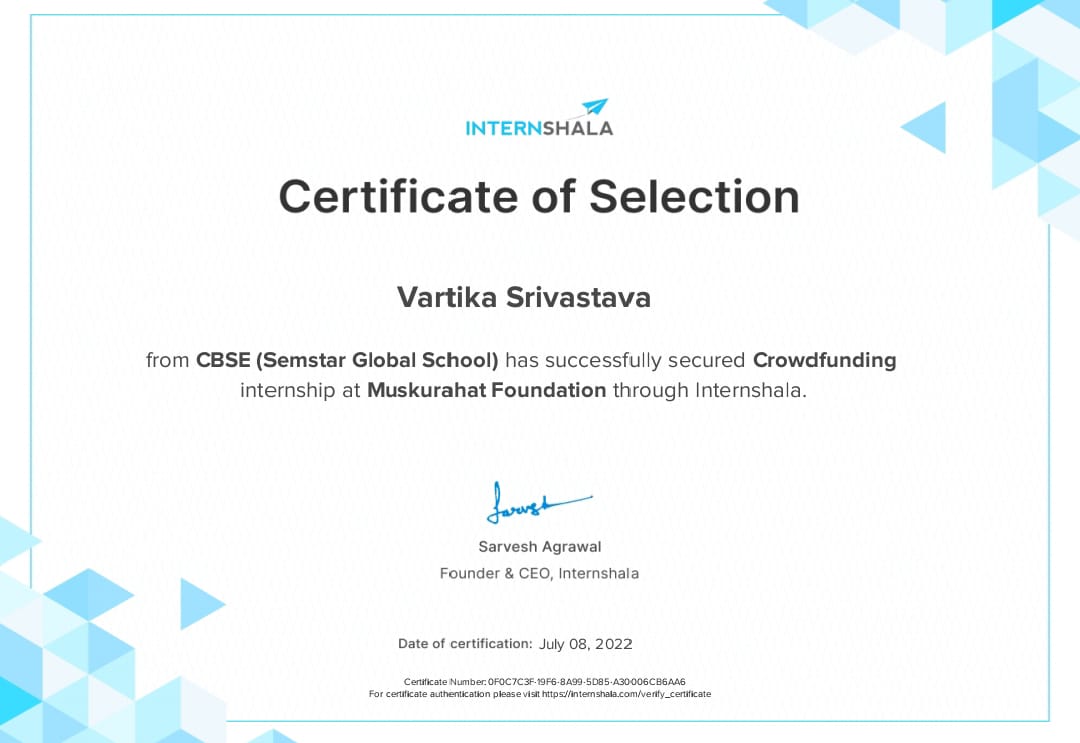 INTERNSHALA
Certificate of Selection
Vartika Srivastava
from CBSE (Semstar Global School) has successfully secured Crowdfunding
internship at Muskurahat Foundation through Internshala.
Sarvesh
Sarvesh Agrawal
Founder & CEO, Internshala
Date of certification: July 08, 2022
Certificate Number: 0F0C7C3F-19F6-8A99-5D85-A30006CB6AA6
For certificate authentication please visit https://internshala.com/verify_certificate